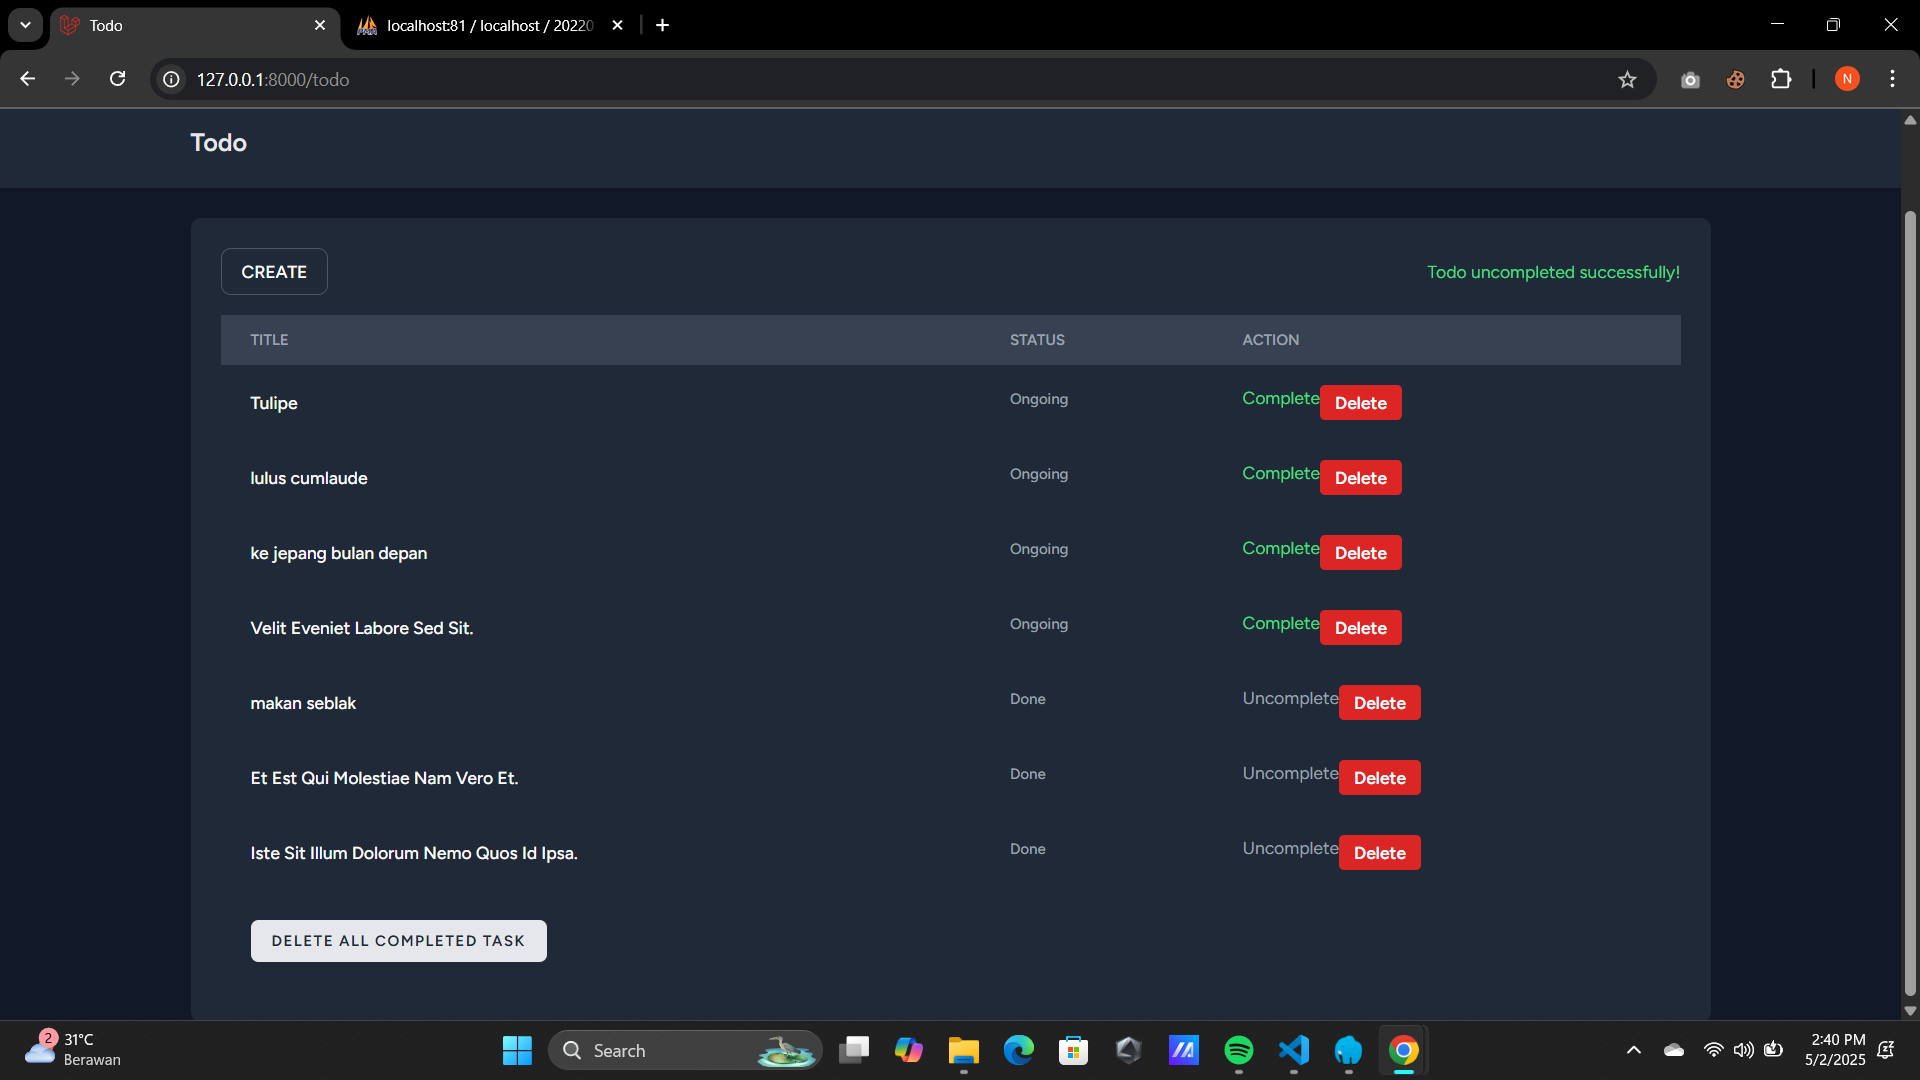 Todo
localhost:81 / localhost / 20220
127.0.0.1:8000/todo
N
Todo
CREATE
Todo uncompleted successfully!
TITLE STATUS ACTION
Tulipe Ongoing Complete Delete
lulus cumlaude Ongoing Complete Delete
ke jepang bulan depan Ongoing Complete Delete
Velit Eveniet Labore Sed Sit. Ongoing Complete Delete
makan seblak Done Uncomplete Delete
Et Est Qui Molestiae Nam Vero Et. Done Uncomplete Delete
Iste Sit Illum Dolorum Nemo Quos Id Ipsa. Done Uncomplete Delete
DELETE ALL COMPLETED TASK
2
31°C
Berawan
Search
2:40 PM
5/2/2025